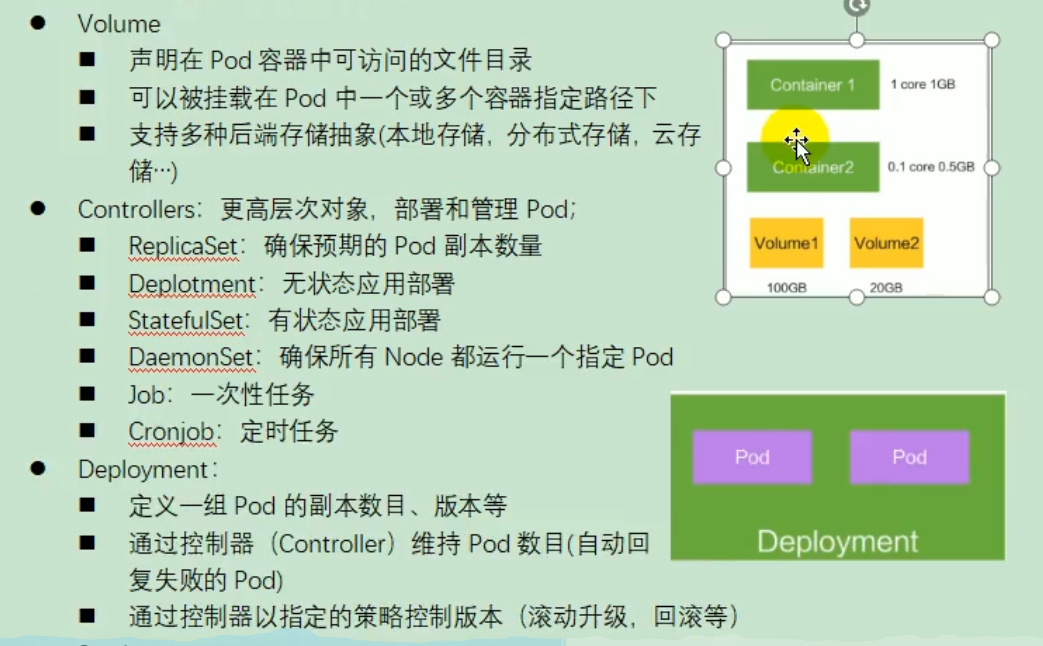 Volume
声明在 Pod 容器中可访问的文件目录
可以被挂载在 Pod 中一个或多个容器指定路径下
支持多种后端存储抽象(本地存储，分布式存储，云存
储…)
Controllers：更高层次对象，部署和管理 Pod；
ReplicaSet：确保预期的 Pod 副本数量
Deplotment：无状态应用部署
StatefulSet：有状态应用部署
DaemonSet：确保所有 Node 都运行一个指定 Pod
Job：一次性任务
Cronjob：定时任务
Deployment：
定义一组 Pod 的副本数目、版本等
通过控制器（Controller）维持 Pod 数目(自动回
复失败的 Pod)
通过控制器以指定的策略控制版本（滚动升级，回滚等）
Container 1 1 core 1GB
Container2 0.1 core 0.5GB
Volume1 Volume2
100GB 20GB
Pod Pod
Deployment